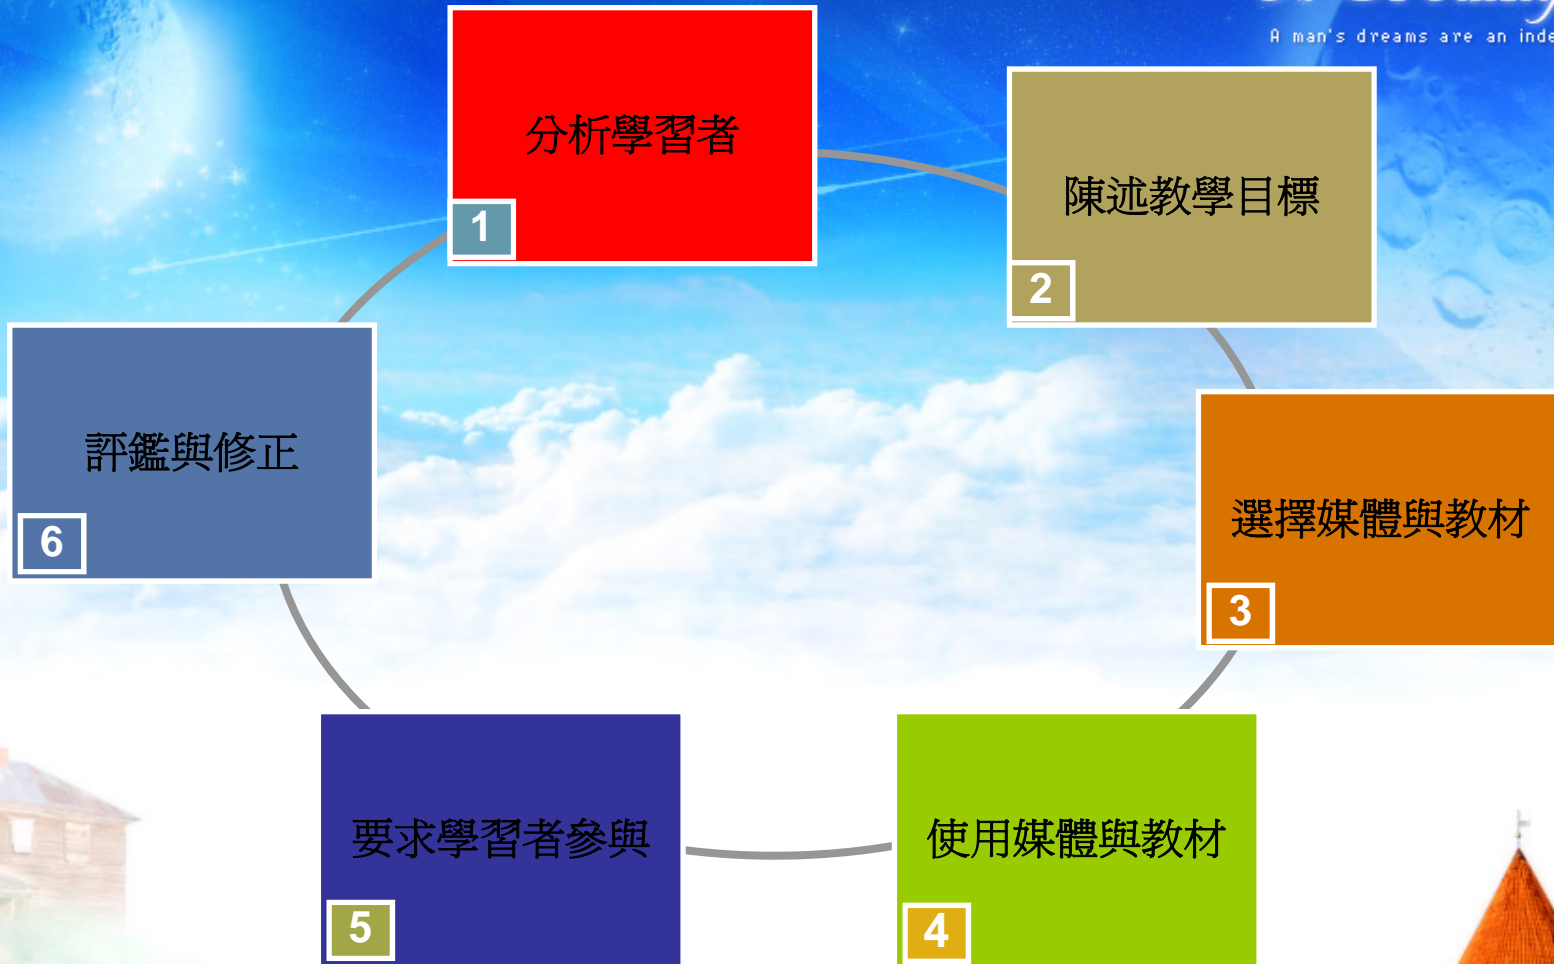 A man's dreams are an
分析學習者
1
陳述教學目標
2
選擇媒體與教材
3
使用媒體與教材
4
要求學習者參與
5
評鑑與修正
6